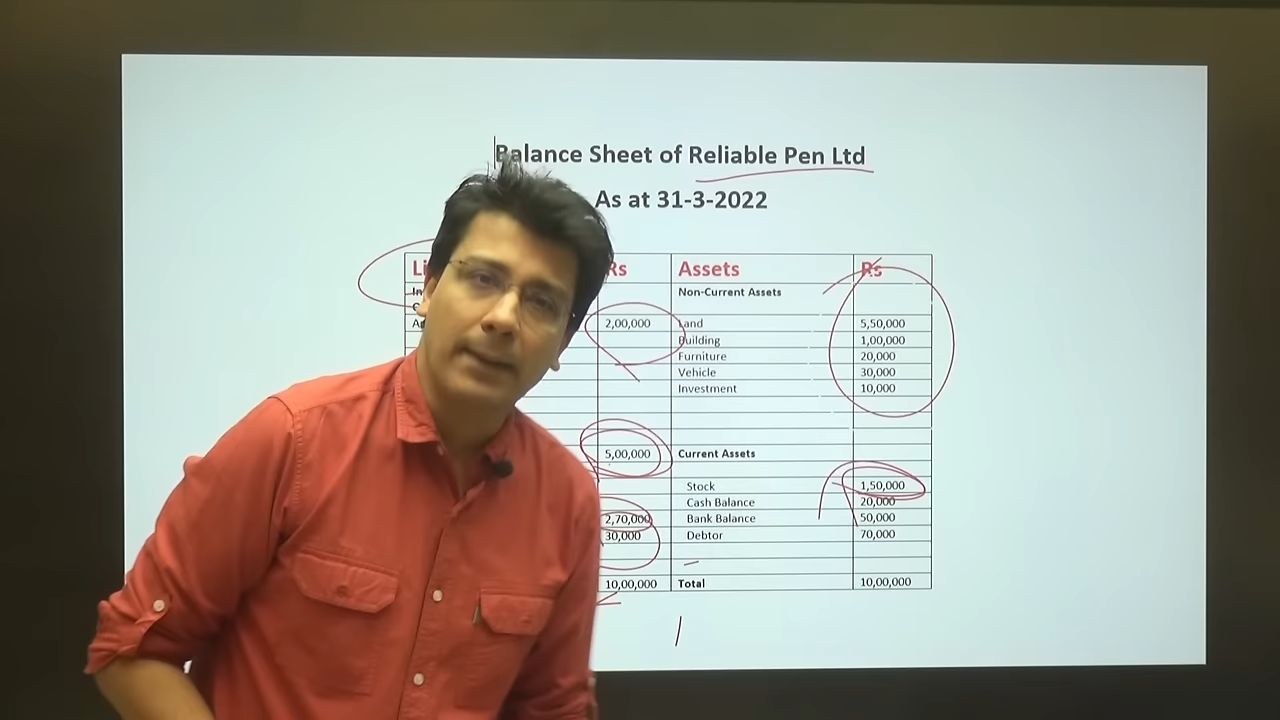 Balance Sheet of Reliable Pen Ltd
As at 31-3-2022
Rs Assets Rs
Non-Current Assets
2,00,000 Land 5,50,000
Building 1,00,000
Furniture 20,000
Vehicle 30,000
Investment 10,000
5,00,000 Current Assets
Stock 1,50,000
Cash Balance 20,000
2,70,000 Bank Balance 50,000
30,000 Debtor 70,000
10,00,000 Total 10,00,000